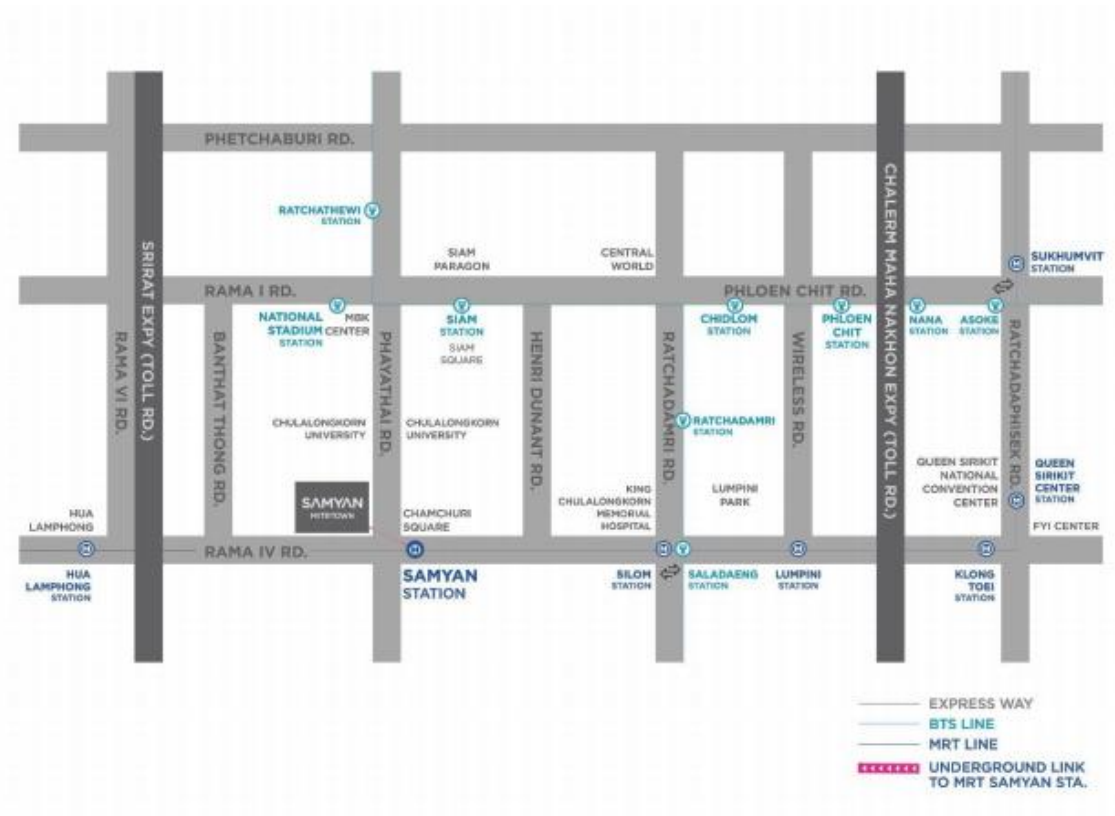 PHETCHABURI RD.
RATCHATHEWI
STATION
SIAM
PARAGON
CENTRAL
WORLD
SUKHUMVIT
STATION
RAMA I RD.
PHLOEN CHIT RD.
NATIONAL
STADIUM
STATION
MBK
CENTER
SIAM
STATION
SIAM
SQUARE
CHIDLOM
STATION
PHLOEN
CHIT
STATION
NANA
STATION
ASOKE
STATION
SRIRAT EXPY (TOLL RD.)
RAMA VI RD.
BANTHAT THONG RD.
PHAYATHAI RD.
HENRI DUNANT RD.
RATCHADAMRI RD.
WIRELESS RD.
CHALERM MAHA NAKHON EXPY (TOLL RD.)
RATCHADAPHISEK RD.
CHULALONGKORN
UNIVERSITY
CHULALONGKORN
UNIVERSITY
RATCHADAMRI
STATION
SAMYAN
MITRTOWN
CHAMCHURI
SQUARE
KING
CHULALONGKORN
MEMORIAL
HOSPITAL
LUMPINI
PARK
QUEEN SIRIKIT
NATIONAL
CONVENTION
CENTER
QUEEN
SIRIKIT
CENTER
STATION
HUA
LAMPHONG
FYI CENTER
RAMA IV RD.
HUA
LAMPHONG
STATION
SAMYAN
STATION
SILOM
STATION
SALADAENG
STATION
LUMPINI
STATION
KLONG
TOEI
STATION
EXPRESS WAY
BTS LINE
MRT LINE
UNDERGROUND LINK
TO MRT SAMYAN STA.